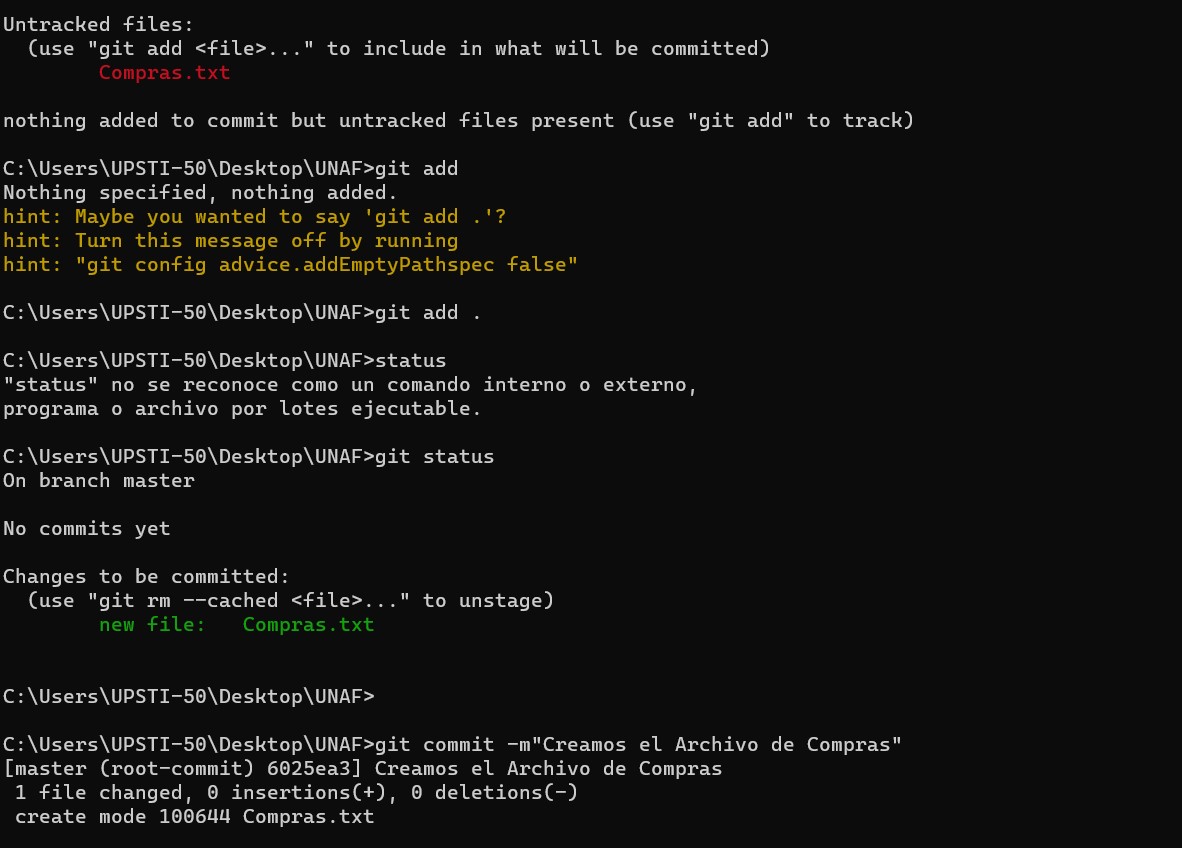 Untracked files:
  (use "git add <file>..." to include in what will be committed)
        Compras.txt

nothing added to commit but untracked files present (use "git add" to track)

C:\Users\UPSTI-50\Desktop\UNAF>git add
Nothing specified, nothing added.
hint: Maybe you wanted to say 'git add .'?
hint: Turn this message off by running
hint: "git config advice.addEmptyPathspec false"

C:\Users\UPSTI-50\Desktop\UNAF>git add .

C:\Users\UPSTI-50\Desktop\UNAF>status
"status" no se reconoce como un comando interno o externo,
programa o archivo por lotes ejecutable.

C:\Users\UPSTI-50\Desktop\UNAF>git status
On branch master

No commits yet

Changes to be committed:
  (use "git rm --cached <file>..." to unstage)
        new file:   Compras.txt


C:\Users\UPSTI-50\Desktop\UNAF>

C:\Users\UPSTI-50\Desktop\UNAF>git commit -m"Creamos el Archivo de Compras"
[master (root-commit) 6025ea3] Creamos el Archivo de Compras
 1 file changed, 0 insertions(+), 0 deletions(-)
 create mode 100644 Compras.txt